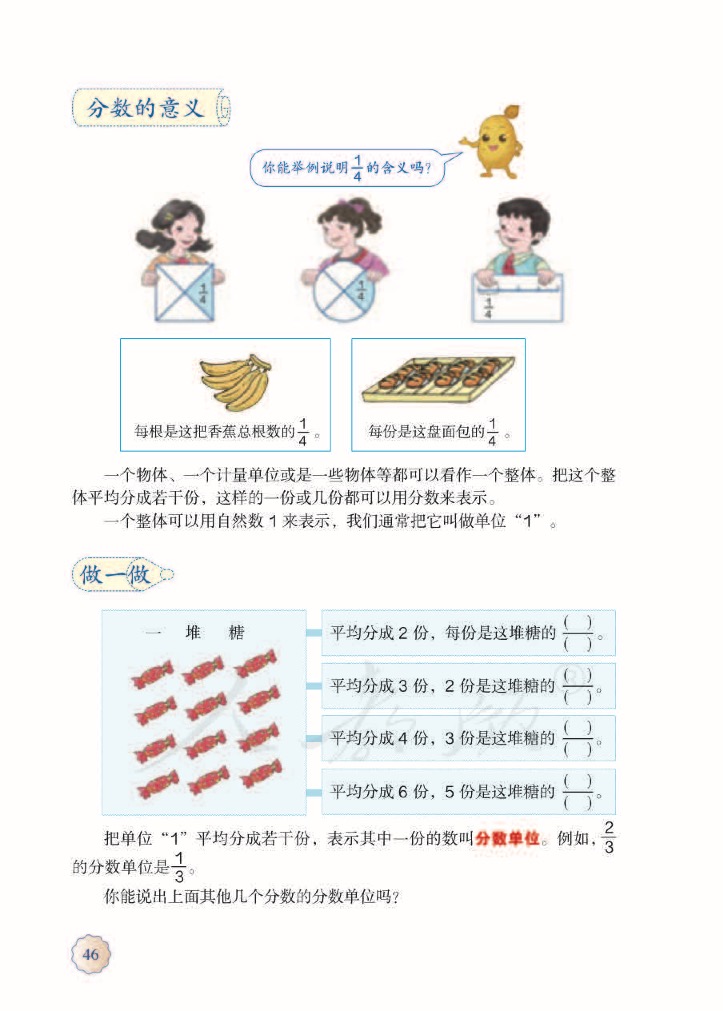 分数的意义
你能举例说明1/4的含义吗？
1/4
1/4
1/4
每根是这把香蕉总根数的1/4。
每份是这盘面包的1/4。
一个物体、一个计量单位或是一些物体等都可以看作一个整体。把这个整
体平均分成若干份，这样的一份或几份都可以用分数来表示。
一个整体可以用自然数1来表示，我们通常把它叫做单位“1”。
做一做
一 堆 糖
平均分成2份，每份是这堆糖的( )/( )。
平均分成3份，2份是这堆糖的( )/( )。
平均分成4份，3份是这堆糖的( )/( )。
平均分成6份，5份是这堆糖的( )/( )。
把单位“1”平均分成若干份，表示其中一份的数叫分数单位。例如，2/3
的分数单位是1/3。
你能说出上面其他几个分数的分数单位吗？
46